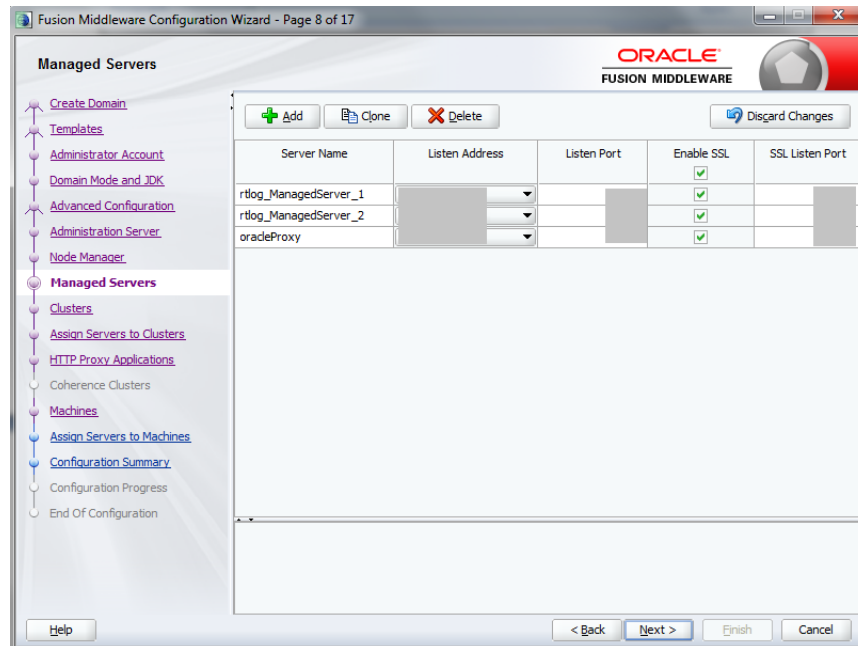 Fusion Middleware Configuration Wizard - Page 8 of 17
Managed Servers
ORACLE
FUSION MIDDLEWARE
Create Domain
Templates
Administrator Account
Domain Mode and JDK
Advanced Configuration
Administration Server
Node Manager
Managed Servers
Clusters
Assign Servers to Clusters
HTTP Proxy Applications
Coherence Clusters
Machines
Assign Servers to Machines
Configuration Summary
Configuration Progress
End Of Configuration
Add Clone Delete Discard Changes
Server Name Listen Address Listen Port Enable SSL SSL Listen Port
rtlog_ManagedServer_1
rtlog_ManagedServer_2
oracleProxy
Help < Back Next > Finish Cancel